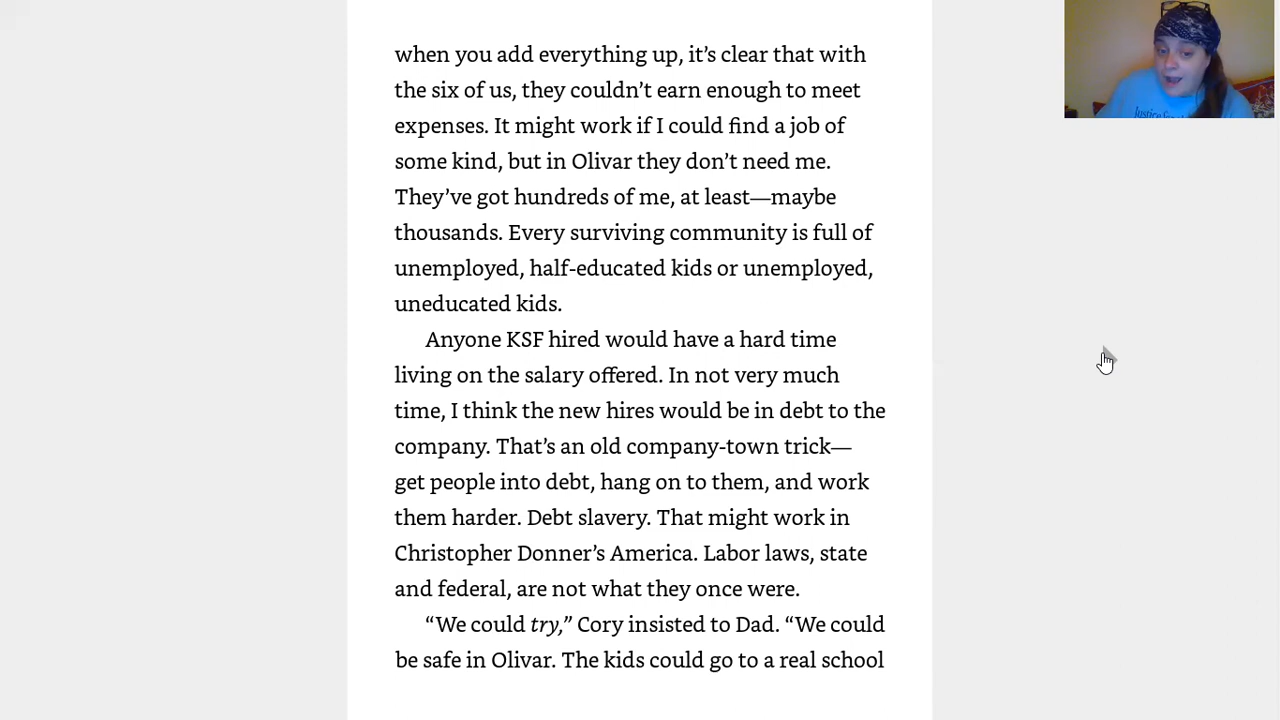 when you add everything up, it’s clear that with
the six of us, they couldn’t earn enough to meet
expenses. It might work if I could find a job of
some kind, but in Olivar they don’t need me.
They’ve got hundreds of me, at least—maybe
thousands. Every surviving community is full of
unemployed, half-educated kids or unemployed,
uneducated kids.
Anyone KSF hired would have a hard time
living on the salary offered. In not very much
time, I think the new hires would be in debt to the
company. That’s an old company-town trick—
get people into debt, hang on to them, and work
them harder. Debt slavery. That might work in
Christopher Donner’s America. Labor laws, state
and federal, are not what they once were.
“We could try,” Cory insisted to Dad. “We could
be safe in Olivar. The kids could go to a real school
Justice